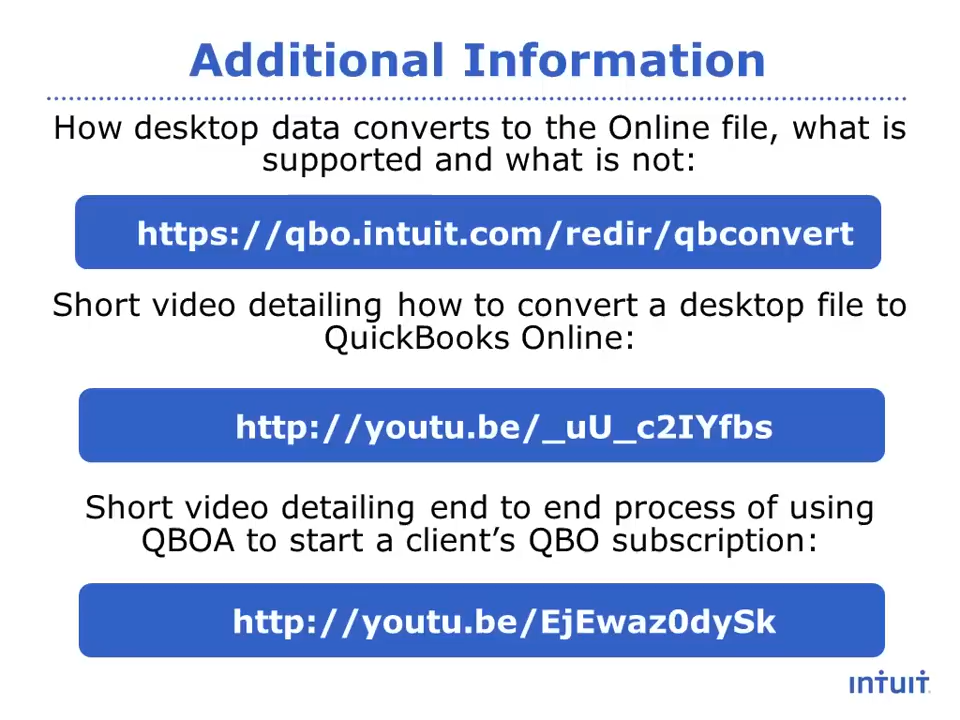 Additional Information
How desktop data converts to the Online file, what is
supported and what is not:
https://qbo.intuit.com/redir/qbconvert
Short video detailing how to convert a desktop file to
QuickBooks Online:
http://youtu.be/_uU_c2IYfbs
Short video detailing end to end process of using
QBOA to start a client’s QBO subscription:
http://youtu.be/EjEwaz0dySk
intuit